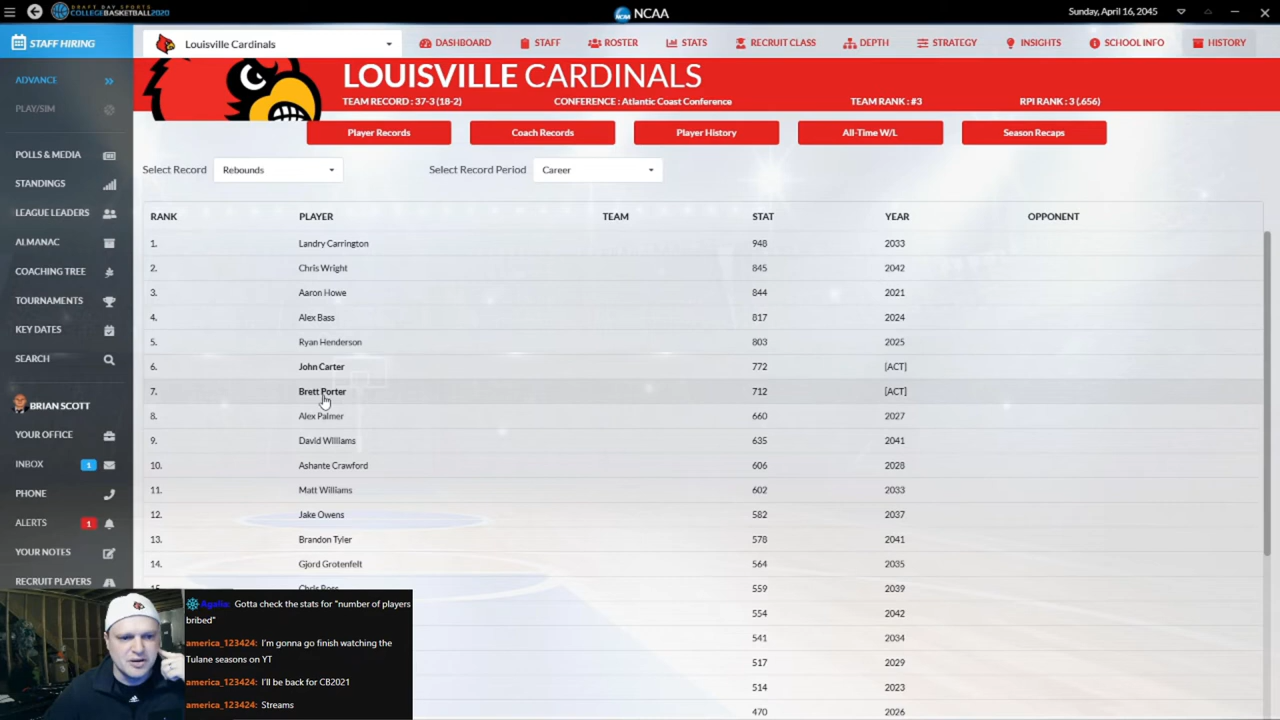 DRAFT DAY SPORTS
COLLEGE BASKETBALL 2020
NCAA
Sunday, April 16, 2045
STAFF HIRING
Louisville Cardinals
DASHBOARD STAFF ROSTER STATS RECRUIT CLASS DEPTH STRATEGY INSIGHTS SCHOOL INFO HISTORY
ADVANCE
PLAY/SIM
POLLS & MEDIA
STANDINGS
LEAGUE LEADERS
ALMANAC
COACHING TREE
TOURNAMENTS
KEY DATES
SEARCH
BRIAN SCOTT
YOUR OFFICE
INBOX 1
PHONE
ALERTS 1
YOUR NOTES
RECRUIT PLAYERS
LOUISVILLE CARDINALS
TEAM RECORD : 37-3 (18-2) CONFERENCE : Atlantic Coast Conference TEAM RANK : #3 RPI RANK : 3 (.656)
Player Records Coach Records Player History All-Time W/L Season Recaps
Select Record Rebounds Select Record Period Career
RANK PLAYER TEAM STAT YEAR OPPONENT
1. Landry Carrington 948 2033
2. Chris Wright 845 2042
3. Aaron Howe 844 2021
4. Alex Bass 817 2024
5. Ryan Henderson 803 2025
6. John Carter 772 [ACT]
7. Brett Porter 712 [ACT]
8. Alex Palmer 660 2027
9. David Williams 635 2041
10. Ashante Crawford 606 2028
11. Matt Williams 602 2033
12. Jake Owens 582 2037
13. Brandon Tyler 578 2041
14. Gjord Grotenfelt 564 2035
15. Chris Ross 559 2039
554 2042
541 2034
517 2029
514 2023
470 2026
Agalia: Gotta check the stats for "number of players
bribed"
america_123424: I'm gonna go finish watching the
Tulane seasons on YT
america_123424: I'll be back for CB2021
america_123424: Streams